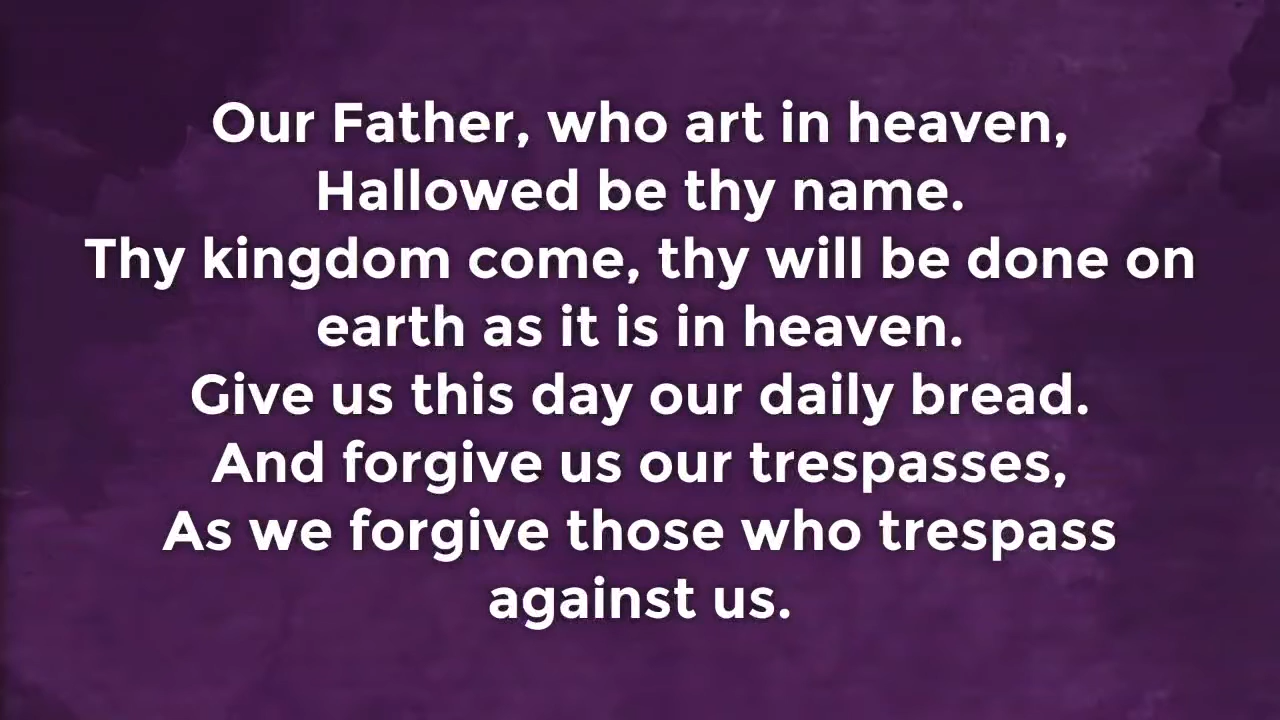 Our Father, who art in heaven,
Hallowed be thy name.
Thy kingdom come, thy will be done on
earth as it is in heaven.
Give us this day our daily bread.
And forgive us our trespasses,
As we forgive those who trespass
against us.